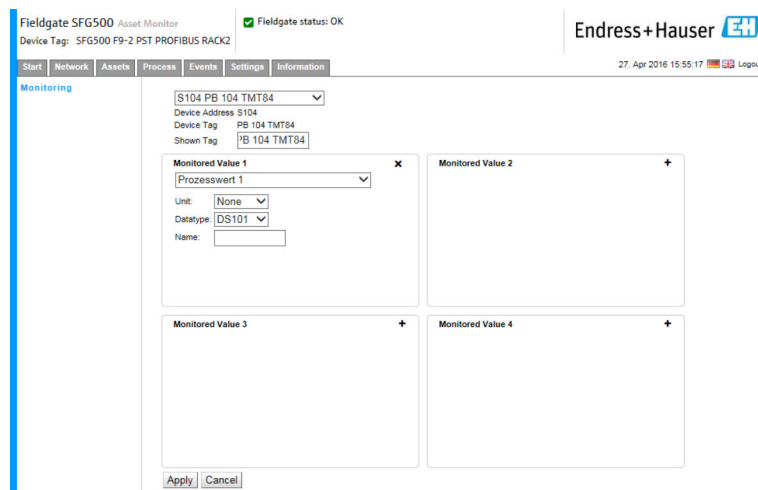 Fieldgate SFG500 Asset Monitor
Device Tag: SFG500 F9-2 PST PROFIBUS RACK2
Fieldgate status: OK
Endress+Hauser EH
Start Network Assets Process Events Settings Information
27. Apr 2016 15:55:17 Logou
Monitoring
S104 PB 104 TMT84
Device Address S104
Device Tag PB 104 TMT84
Shown Tag PB 104 TMT84
Monitored Value 1 x
Prozesswert 1
Unit: None
Datatype: DS101
Name:
Monitored Value 2 +
Monitored Value 3 +
Monitored Value 4 +
Apply Cancel